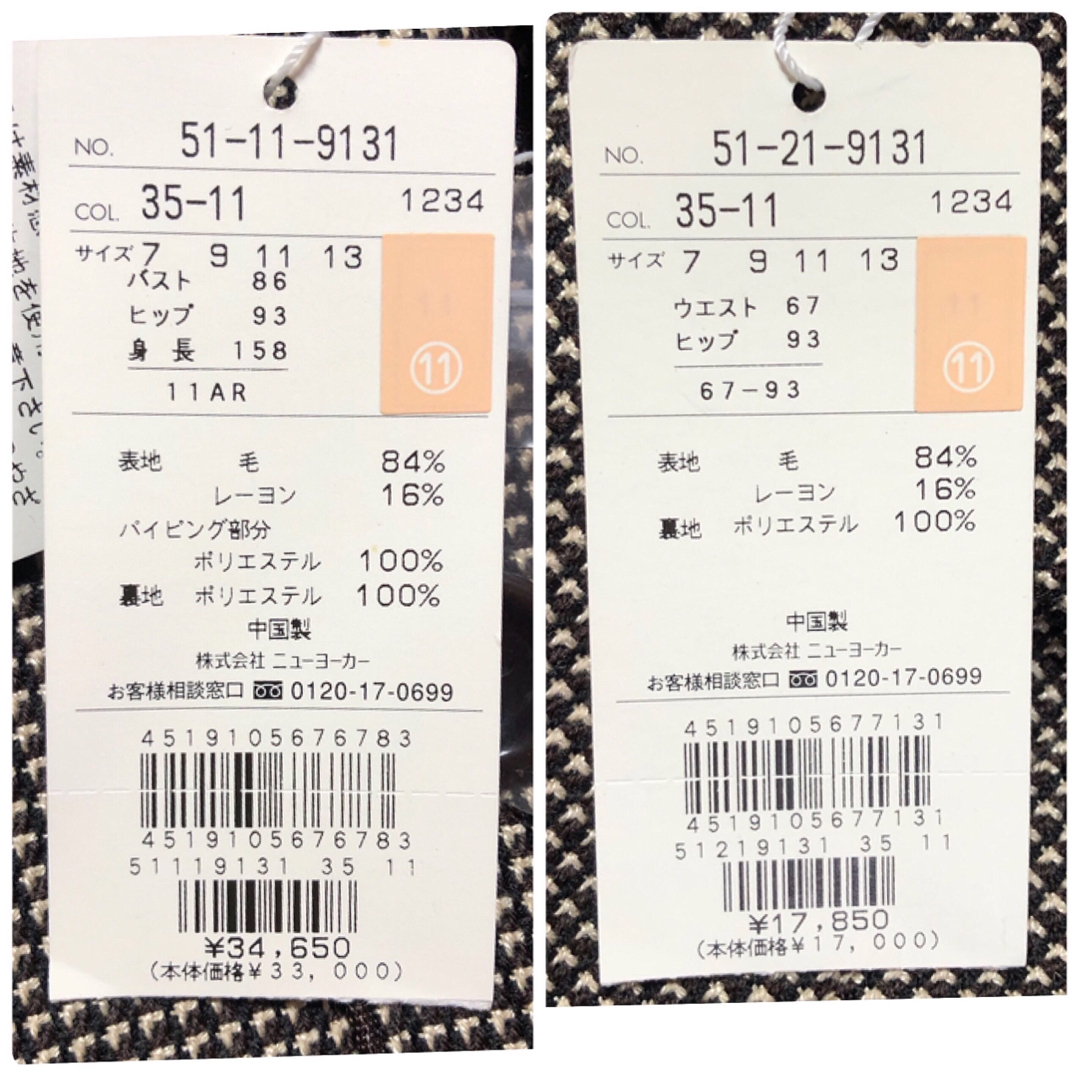 NO. 51-11-9131
COL. 35-11 1234
サイズ 7 9 11 13
バスト 86
ヒップ 93
身長 158
11AR
11
表地 毛 84%
レーヨン 16%
パイピング部分
ポリエステル 100%
裏地 ポリエステル 100%
中国製
株式会社 ニューヨーカー
お客様相談窓口 0120-17-0699
4519105676783
4519105676783
51119131 35 11
¥34,650
(本体価格¥33,000)
NO. 51-21-9131
COL. 35-11 1234
サイズ 7 9 11 13
ウエスト 67
ヒップ 93
67-93
11
表地 毛 84%
レーヨン 16%
裏地 ポリエステル 100%
中国製
株式会社 ニューヨーカー
お客様相談窓口 0120-17-0699
4519105677131
4519105677131
51219131 35 11
¥17,850
(本体価格¥17,000)